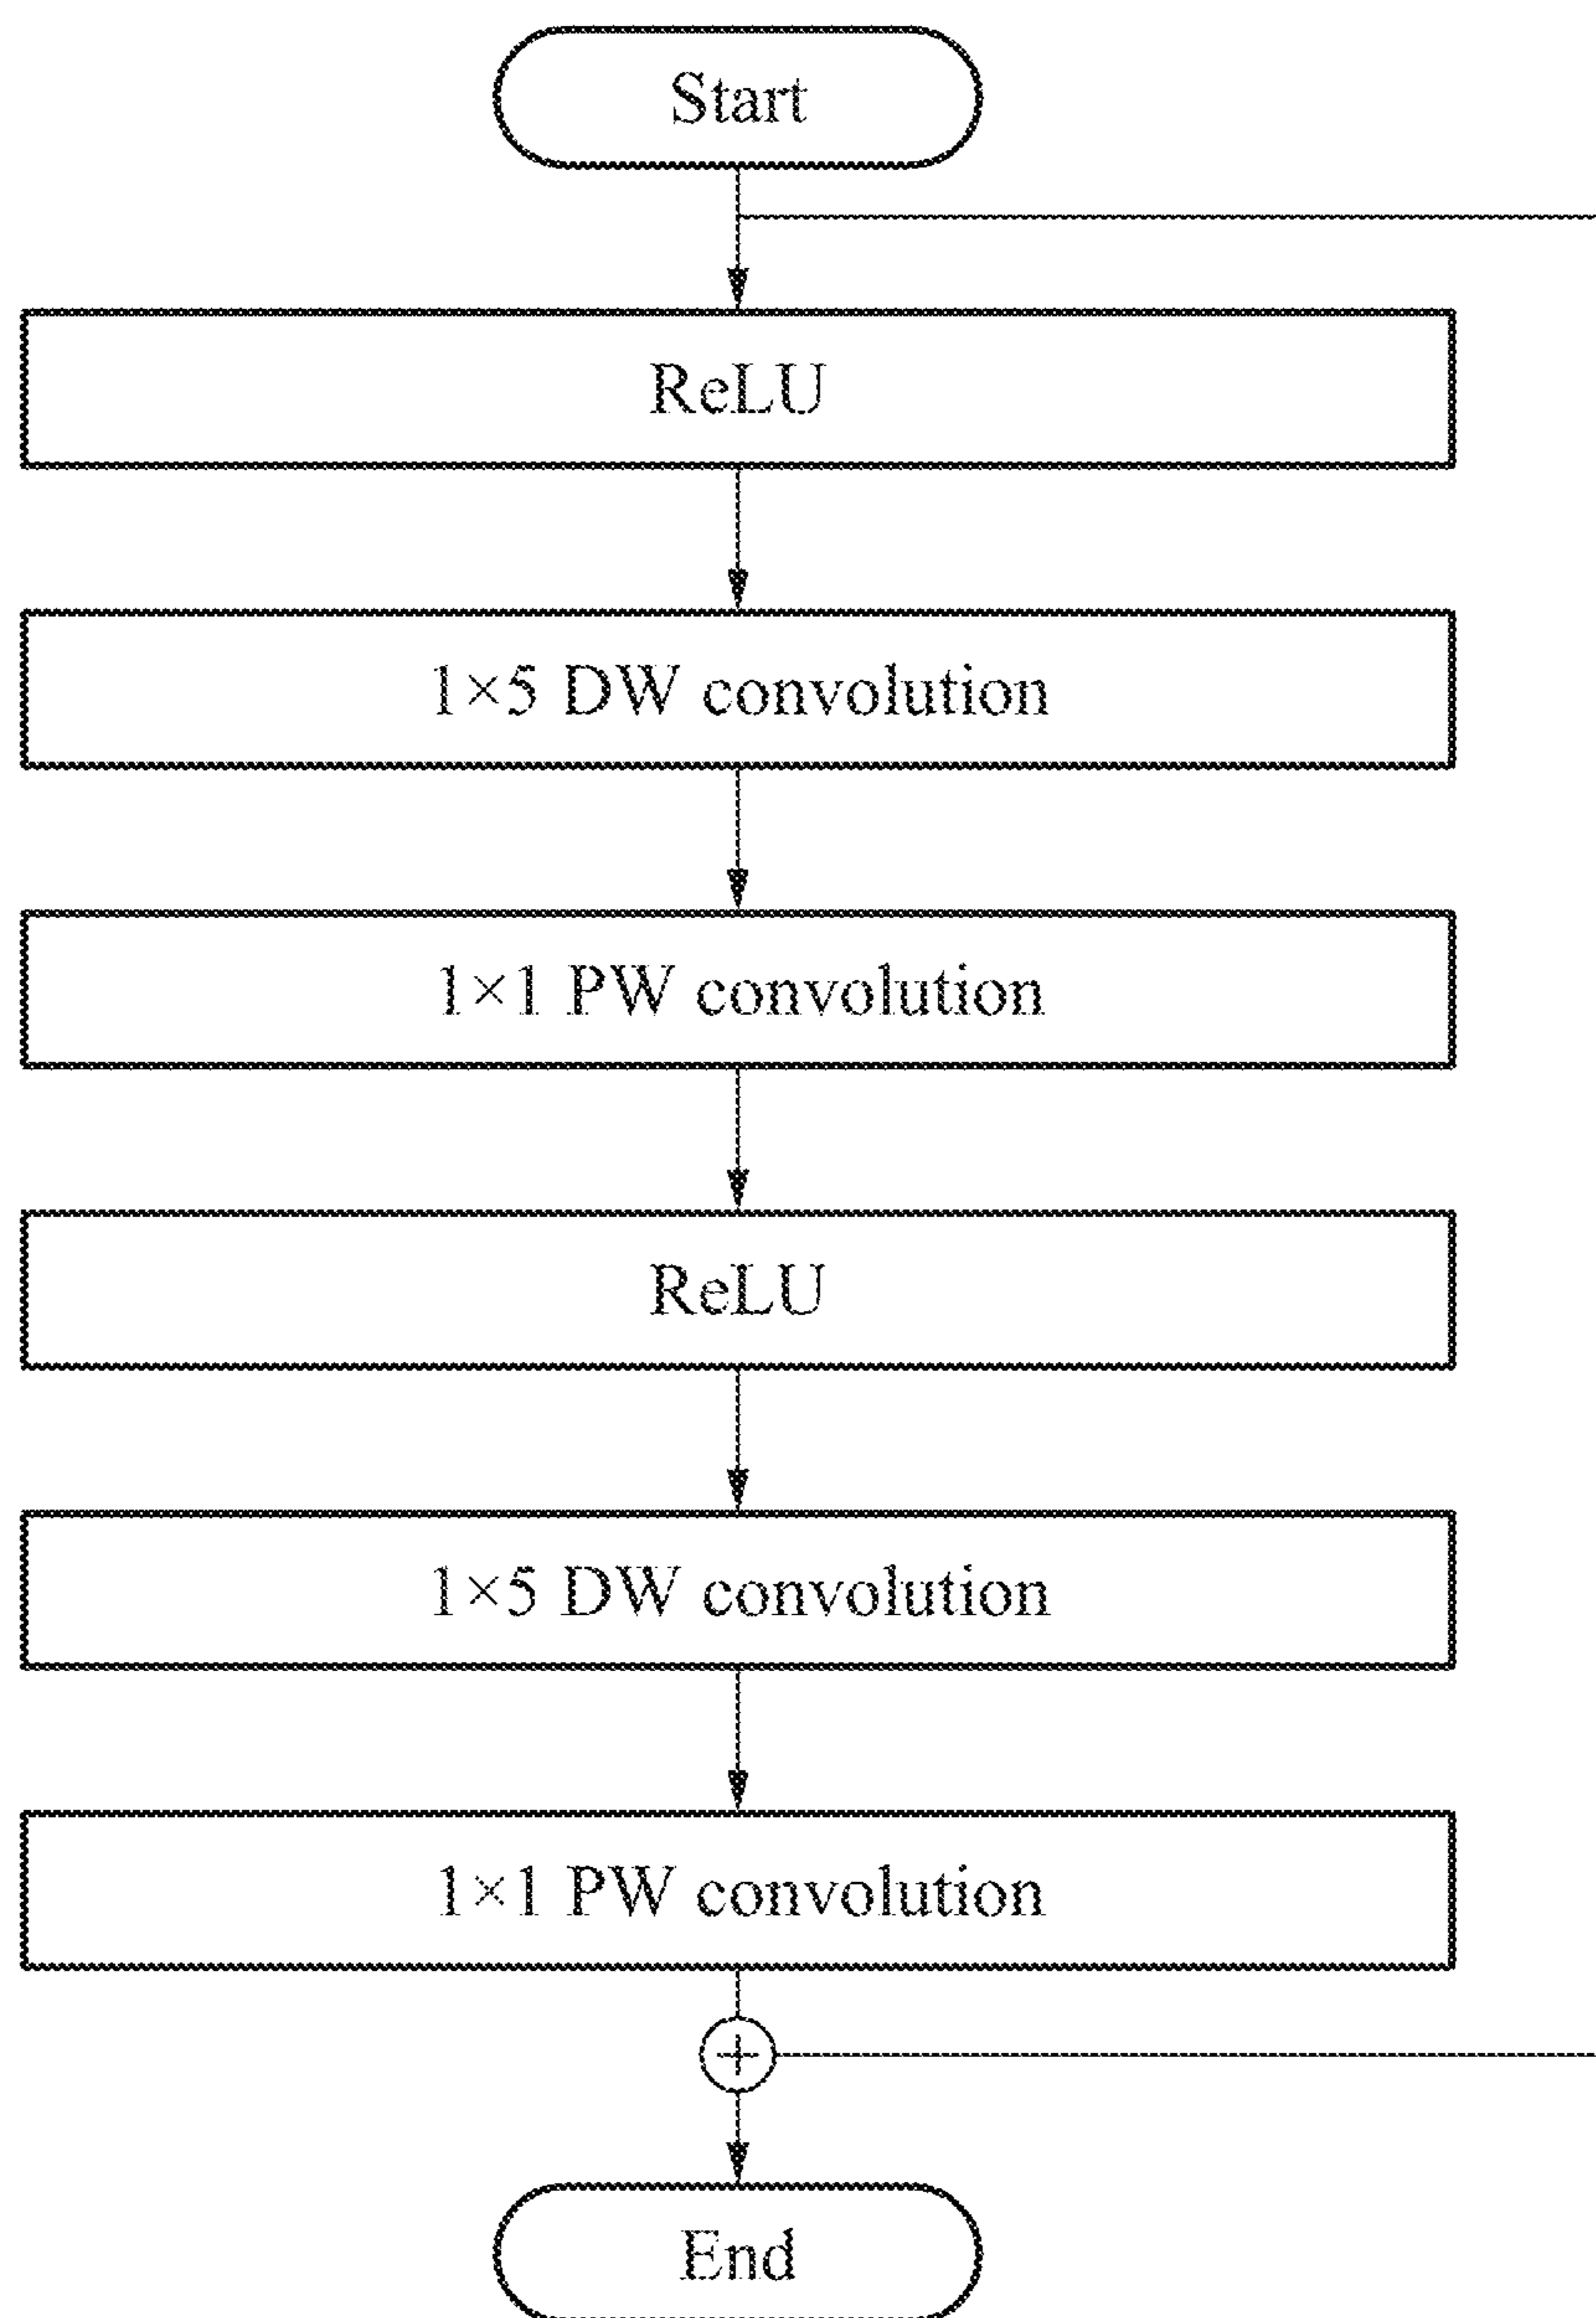 Start
ReLU
1×5 DW convolution
1×1 PW convolution
ReLU
1×5 DW convolution
1×1 PW convolution
+
End